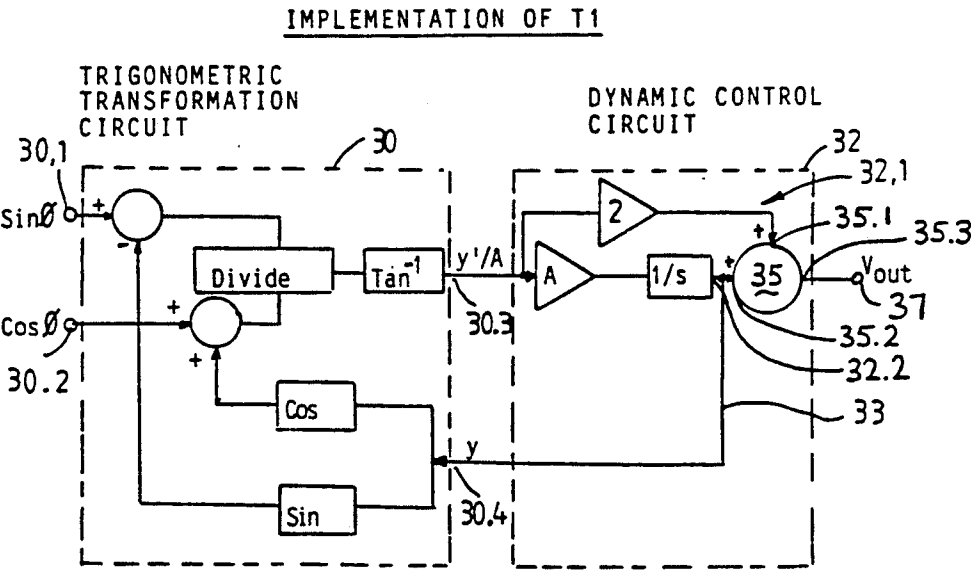 IMPLEMENTATION OF T1
TRIGONOMETRIC
TRANSFORMATION
CIRCUIT
DYNAMIC CONTROL
CIRCUIT
30,1
30
32
32,1
SinØ
+
-
2
+
35.1
35.3
Divide
Tan⁻¹
y'/A
A
1/s
+
35
Vout
37
CosØ
+
+
30.3
35.2
30.2
32.2
Cos
33
y
Sin
30.4